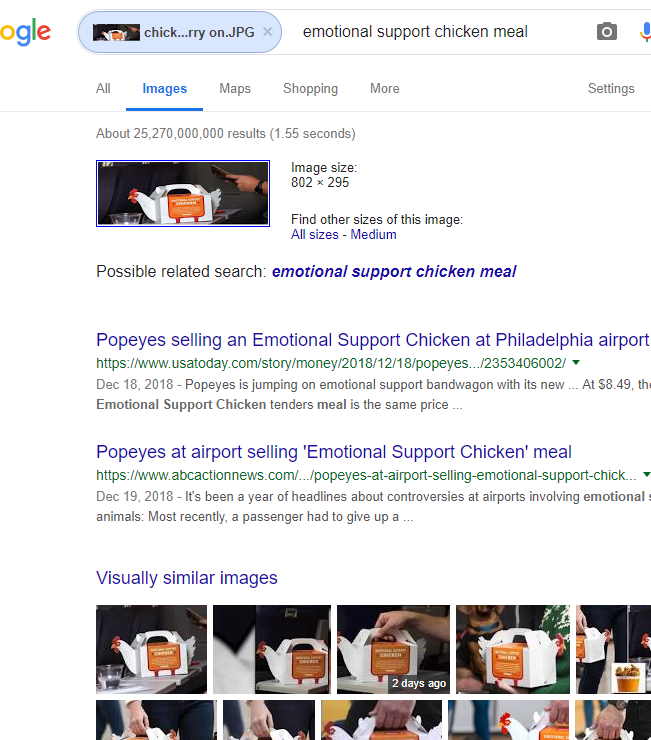 ogle
chick...rry on.JPG × emotional support chicken meal
All Images Maps Shopping More Settings
About 25,270,000,000 results (1.55 seconds)
Image size:
802 × 295
Find other sizes of this image:
All sizes - Medium
Possible related search: emotional support chicken meal
Popeyes selling an Emotional Support Chicken at Philadelphia airport
https://www.usatoday.com/story/money/2018/12/18/popeyes.../2353406002/
Dec 18, 2018 - Popeyes is jumping on emotional support bandwagon with its new ... At $8.49, the
Emotional Support Chicken tenders meal is the same price ...
Popeyes at airport selling 'Emotional Support Chicken' meal
https://www.abcactionnews.com/.../popeyes-at-airport-selling-emotional-support-chick...
Dec 19, 2018 - It's been a year of headlines about controversies at airports involving emotional s
animals: Most recently, a passenger had to give up a ...
Visually similar images
EMOTIONAL SUPPORT
CHICKEN
2 days ago